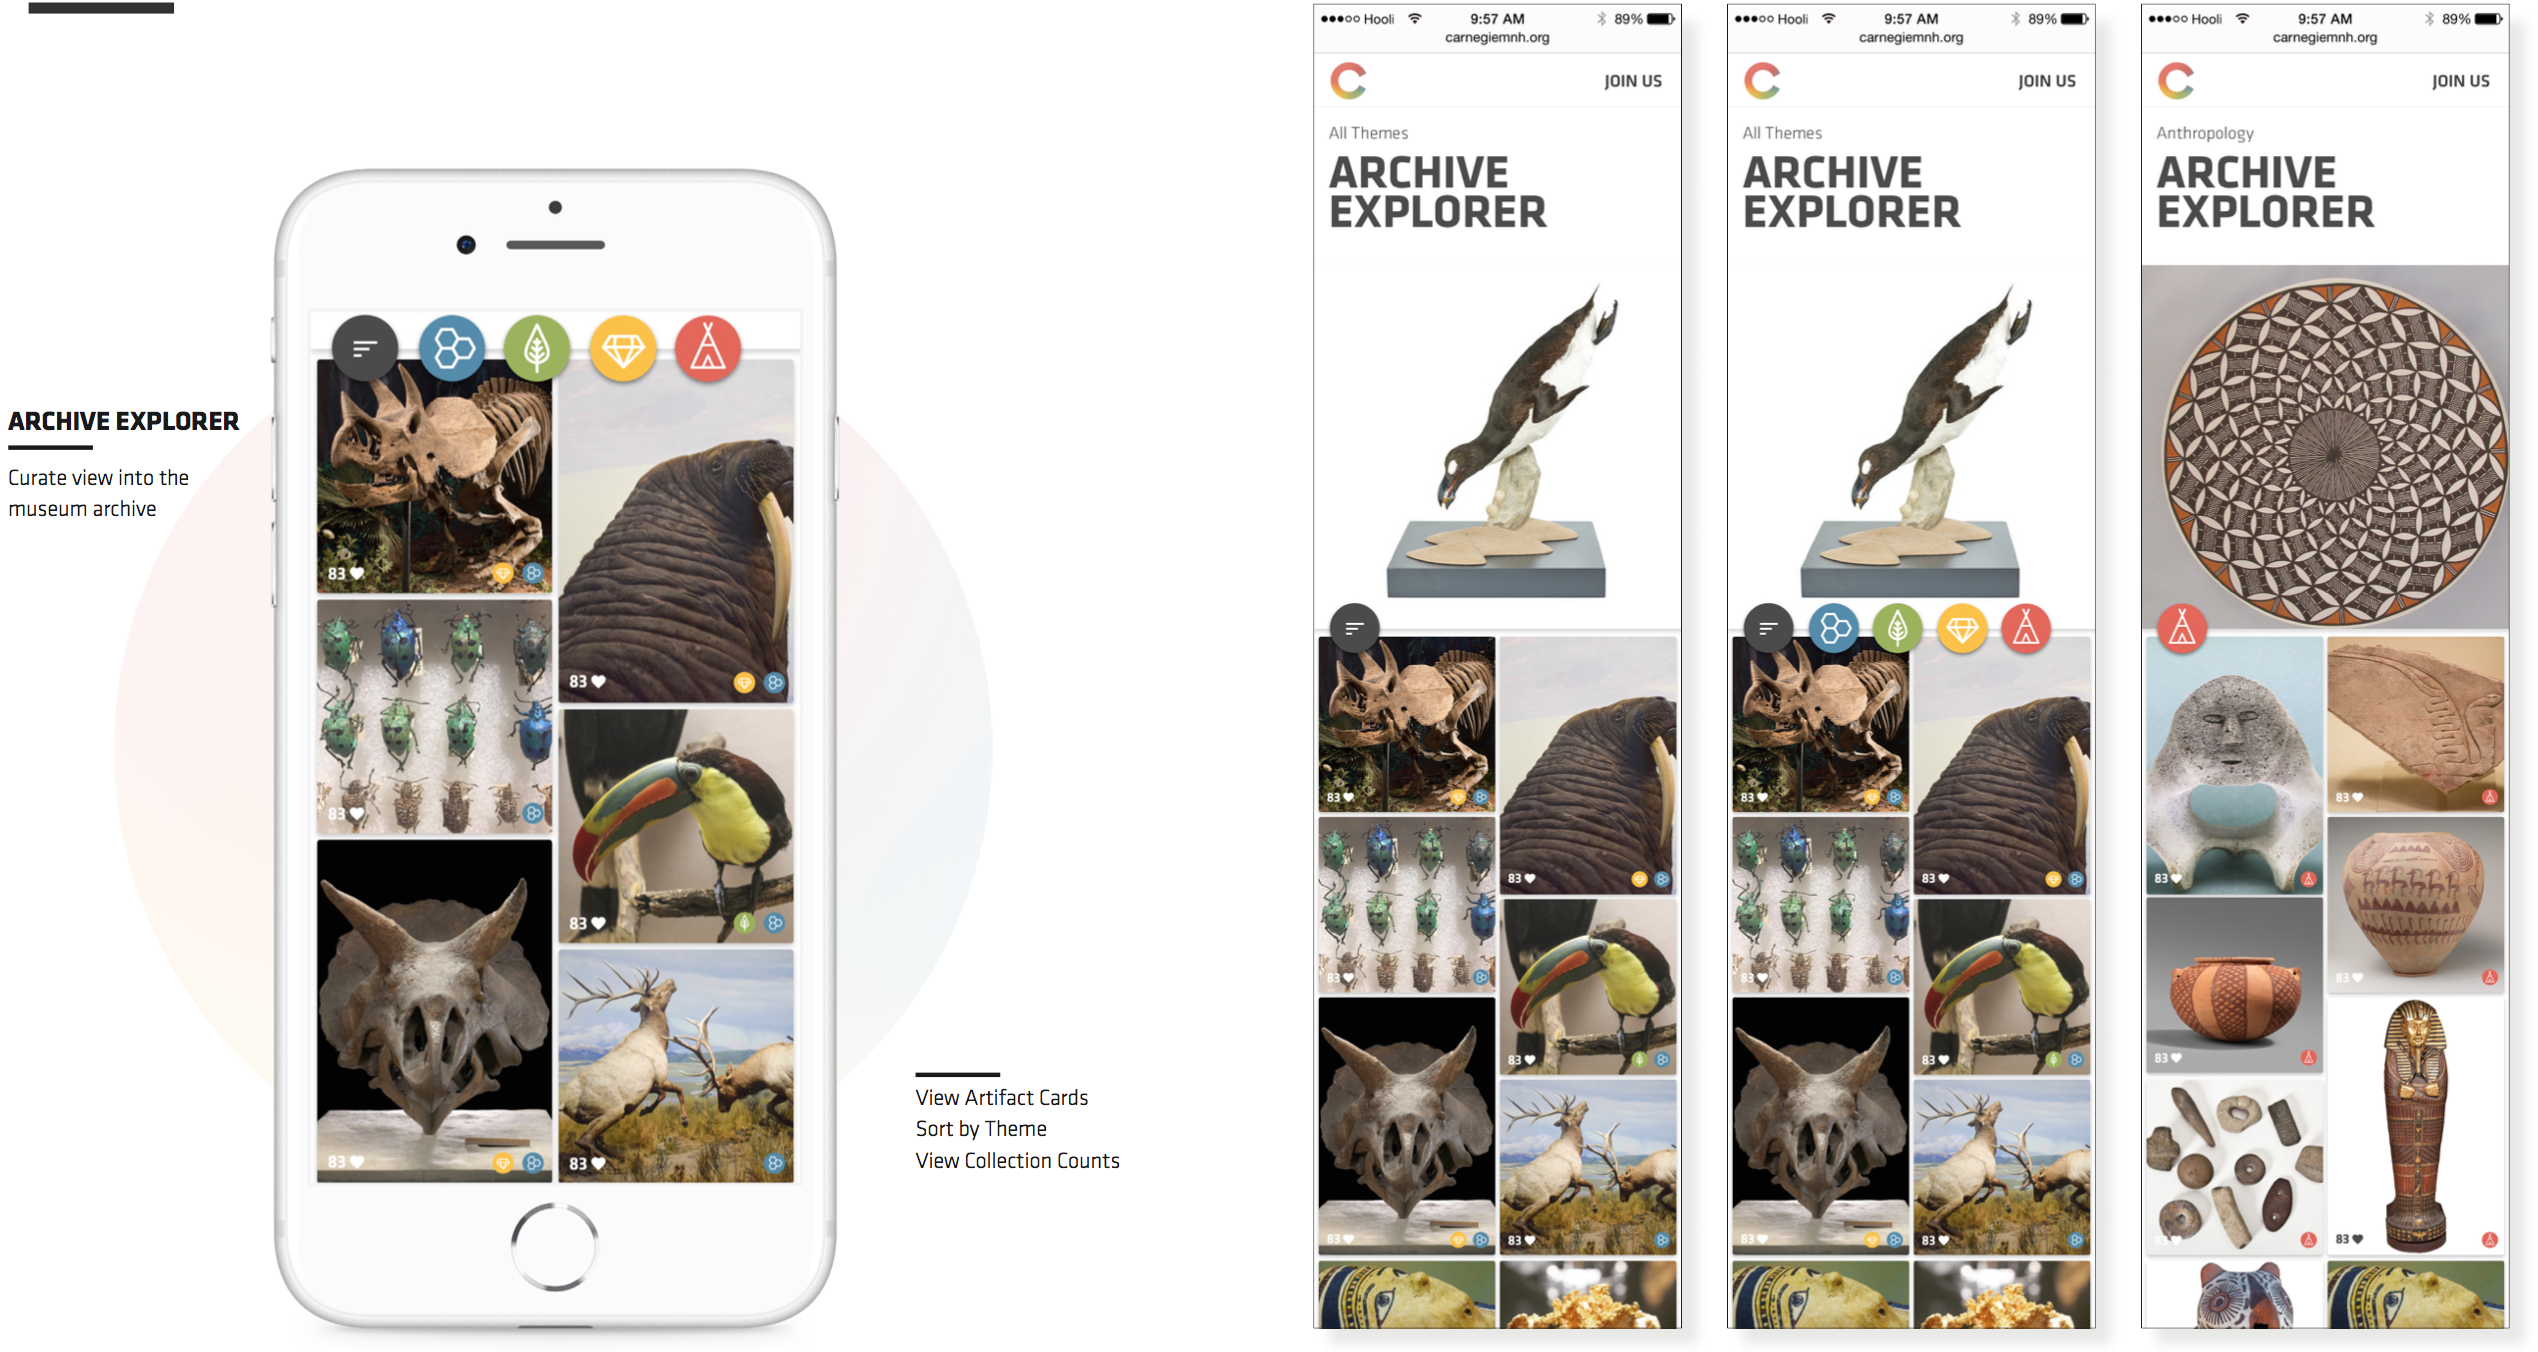 ARCHIVE EXPLORER
Curate view into the
museum archive
83
83
83
83
83
83
View Artifact Cards
Sort by Theme
View Collection Counts
Hooli 9:57 AM 89%
carnegiemnh.org
JOIN US
All Themes
ARCHIVE
EXPLORER
83
83
83
83
83
83
Hooli 9:57 AM 89%
carnegiemnh.org
JOIN US
All Themes
ARCHIVE
EXPLORER
83
83
83
83
83
83
Hooli 9:57 AM 89%
carnegiemnh.org
JOIN US
Anthropology
ARCHIVE
EXPLORER
83
83
83
83
83
83